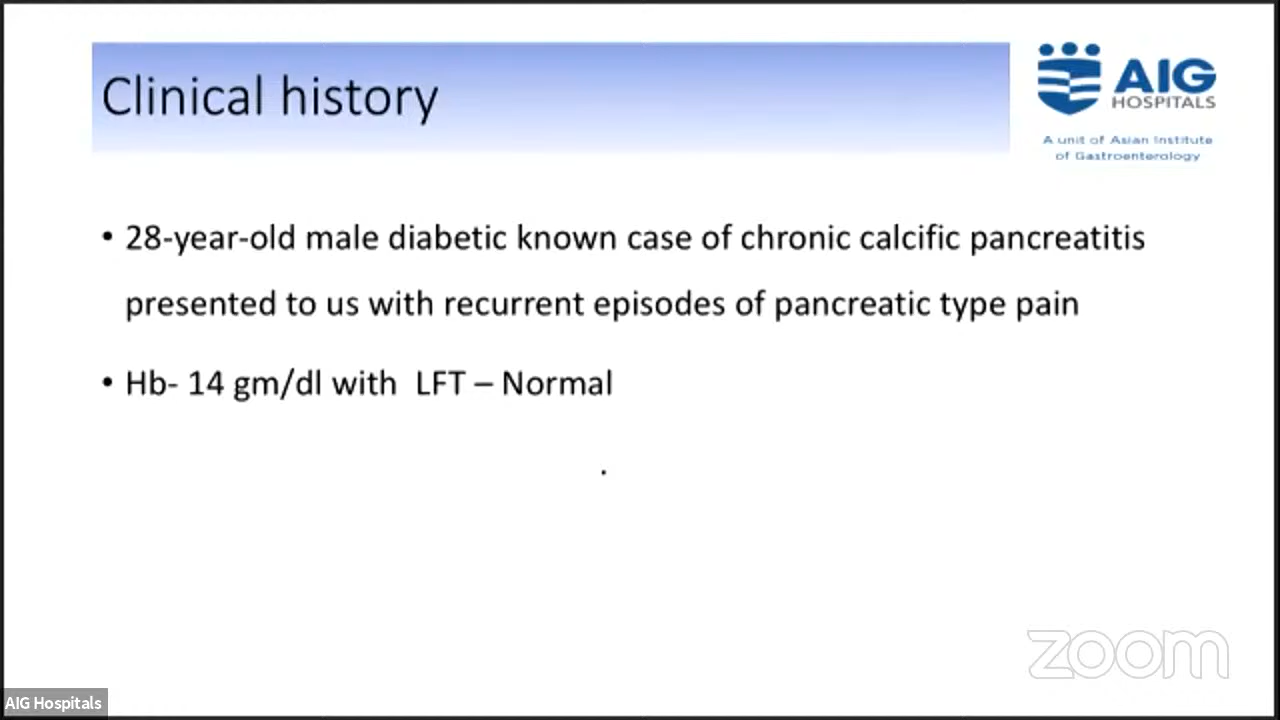 Clinical history
AIG
HOSPITALS
A unit of Asian Institute
of Gastroenterology
• 28-year-old male diabetic known case of chronic calcific pancreatitis
presented to us with recurrent episodes of pancreatic type pain
• Hb- 14 gm/dl with LFT – Normal
.
zoom
AIG Hospitals